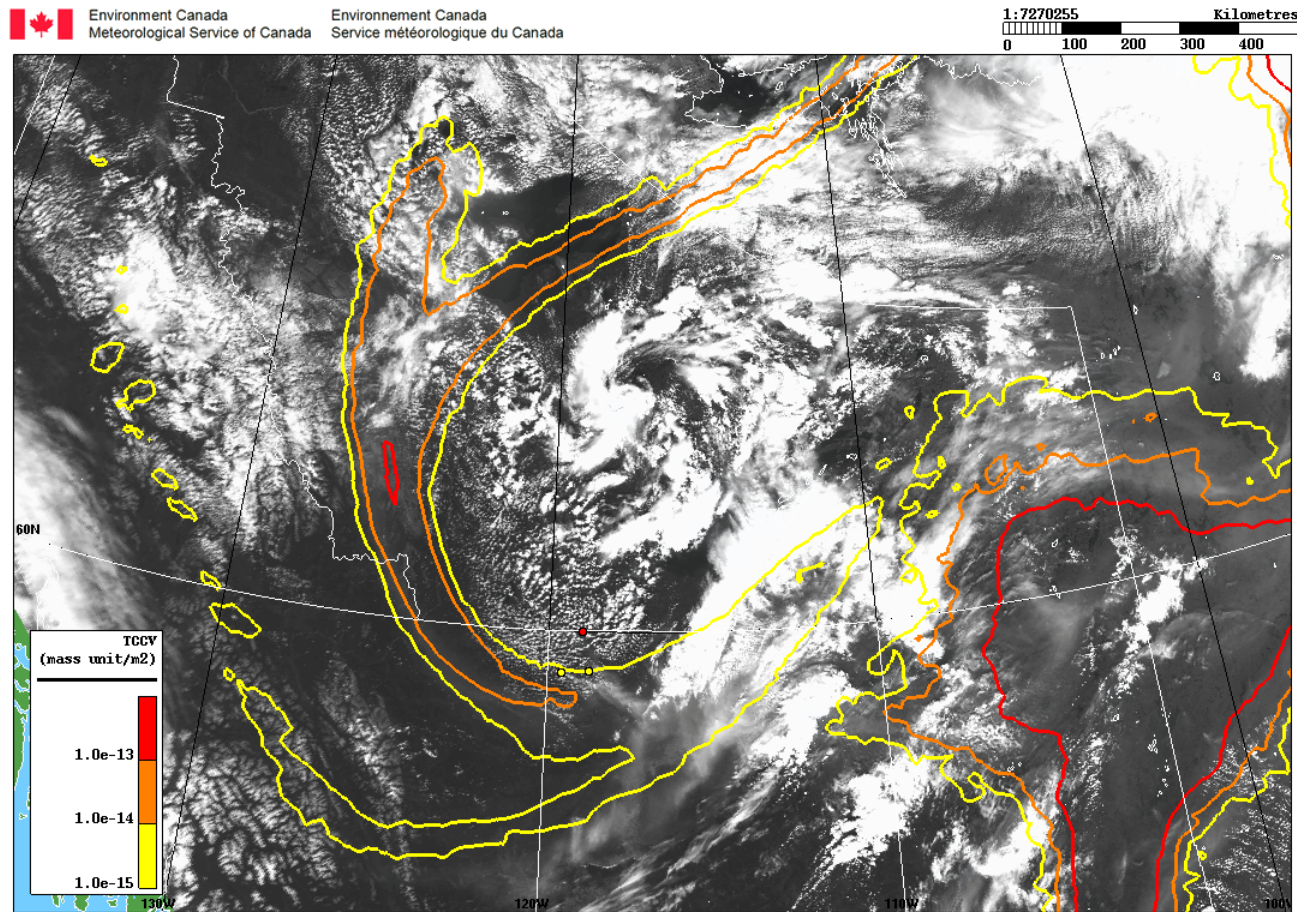 Environment Canada
Meteorological Service of Canada
Environnement Canada
Service météorologique du Canada
1:7270255 Kilometres
0 100 200 300 400
60N
TCCV
(mass unit/m2)
1.0e-13
1.0e-14
1.0e-15
130W 120W 110W 100W